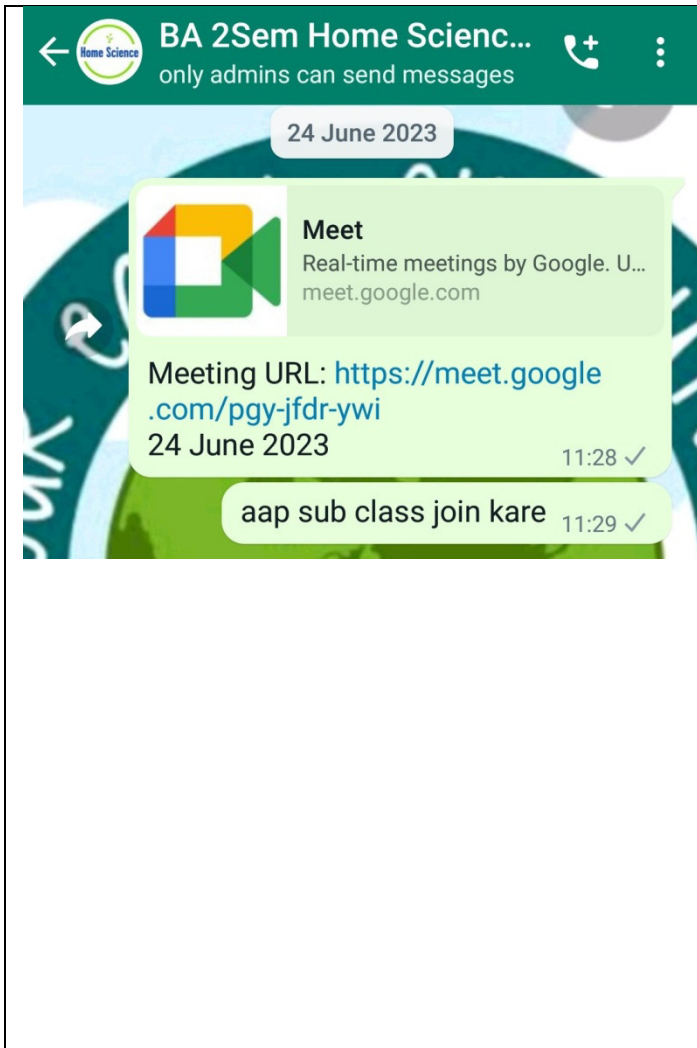 BA 2Sem Home Scienc...
Home Science
only admins can send messages
24 June 2023
Meet
Real-time meetings by Google. U...
meet.google.com
Meeting URL: https://meet.google
.com/pgy-jfdr-ywi
24 June 2023
11:28
aap sub class join kare 11:29